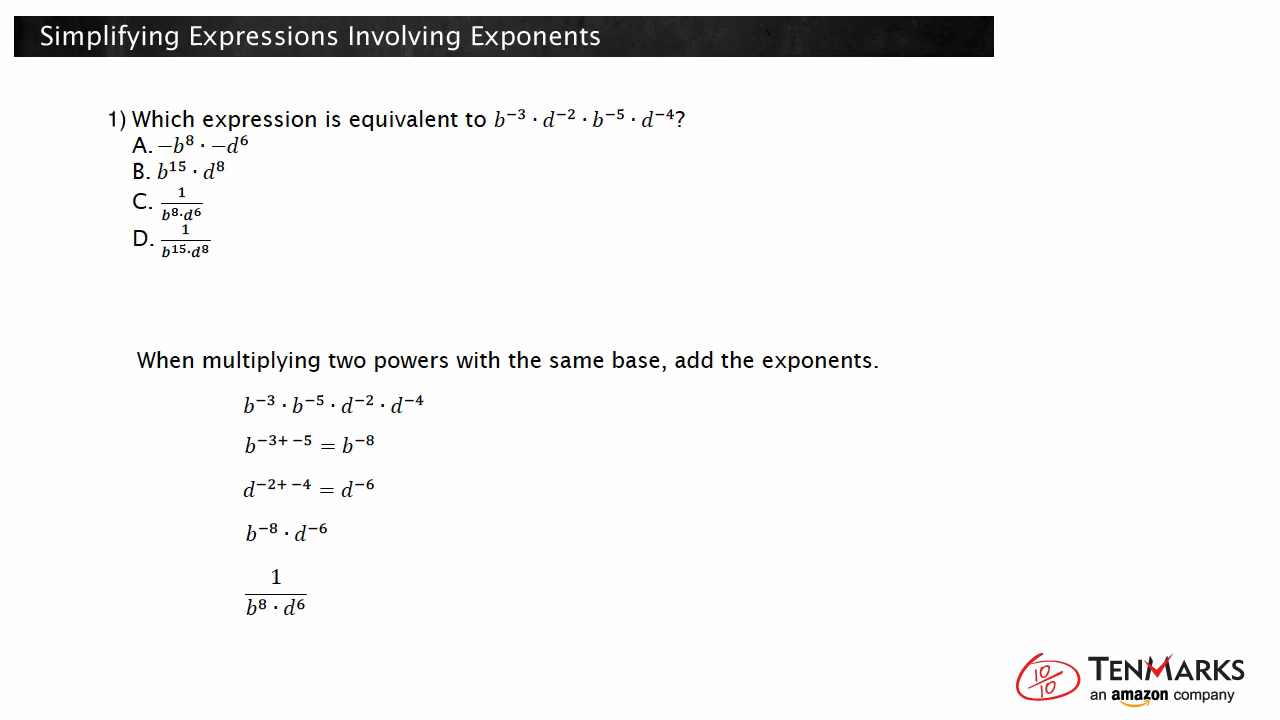 Simplifying Expressions Involving Exponents
1) Which expression is equivalent to b⁻³ · d⁻² · b⁻⁵ · d⁻⁴?
A. −b⁸ · −d⁶
B. b¹⁵ · d⁸
C. 1/(b⁸·d⁶)
D. 1/(b¹⁵·d⁸)
When multiplying two powers with the same base, add the exponents.
b⁻³ · b⁻⁵ · d⁻² · d⁻⁴
b⁻³⁺ ⁻⁵ = b⁻⁸
d⁻²⁺ ⁻⁴ = d⁻⁶
b⁻⁸ · d⁻⁶
1/(b⁸ · d⁶)
10/10 TENMARKS
an amazon company